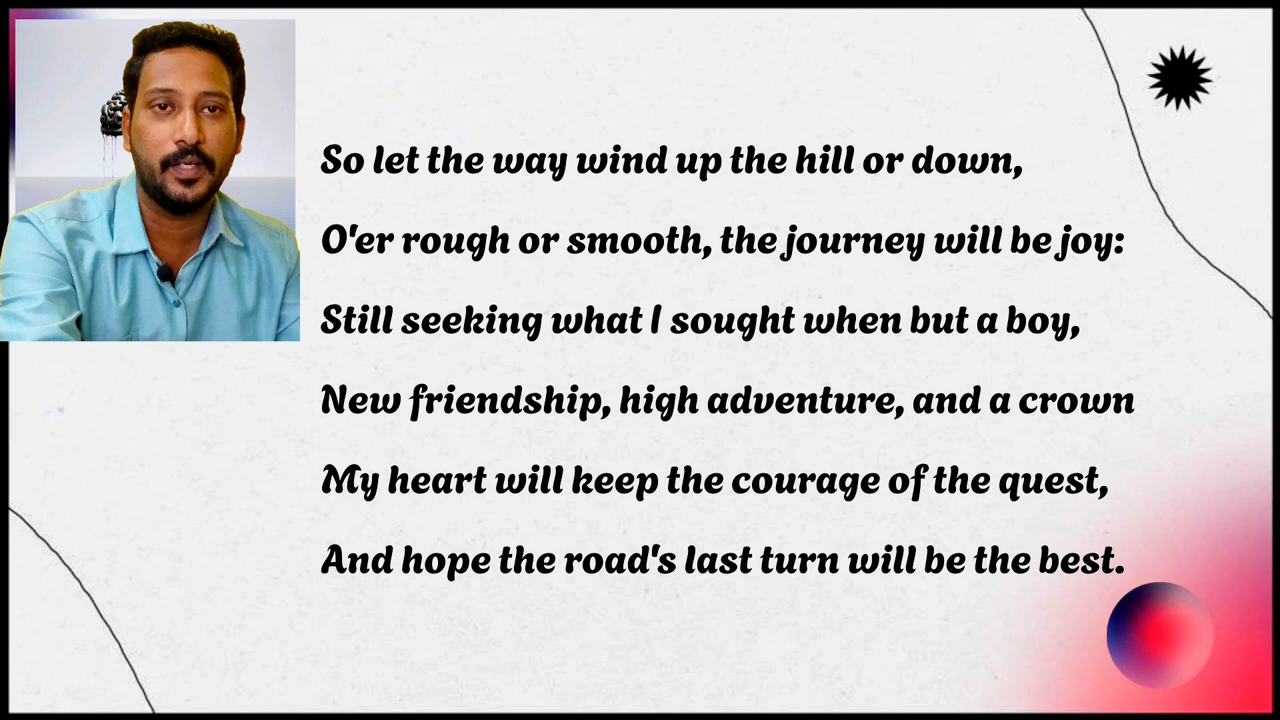 So let the way wind up the hill or down,
O'er rough or smooth, the journey will be joy:
Still seeking what I sought when but a boy,
New friendship, high adventure, and a crown
My heart will keep the courage of the quest,
And hope the road's last turn will be the best.